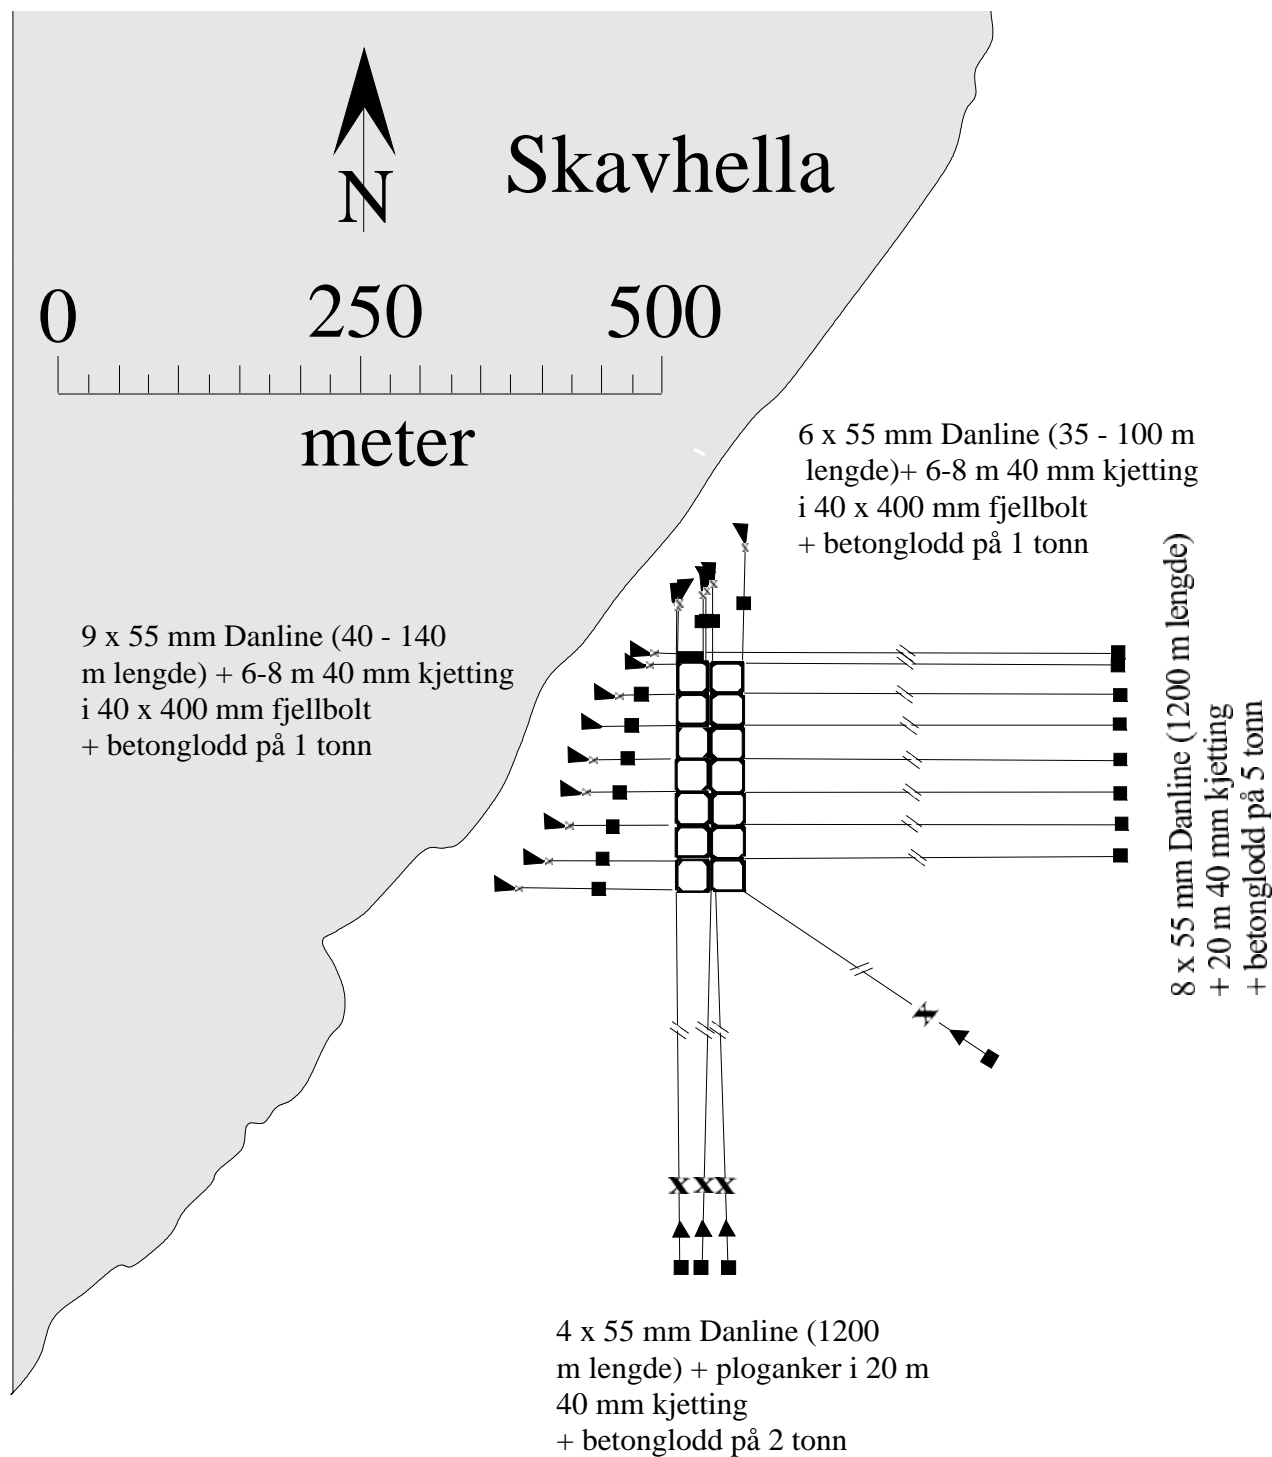 Skavhella
N
0 250 500
meter
6 x 55 mm Danline (35 - 100 m
lengde)+ 6-8 m 40 mm kjetting
i 40 x 400 mm fjellbolt
+ betonglodd på 1 tonn
9 x 55 mm Danline (40 - 140
m lengde) + 6-8 m 40 mm kjetting
i 40 x 400 mm fjellbolt
+ betonglodd på 1 tonn
8 x 55 mm Danline (1200 m lengde)
+ 20 m 40 mm kjetting
+ betonglodd på 5 tonn
x x x x
4 x 55 mm Danline (1200
m lengde) + ploganker i 20 m
40 mm kjetting
+ betonglodd på 2 tonn